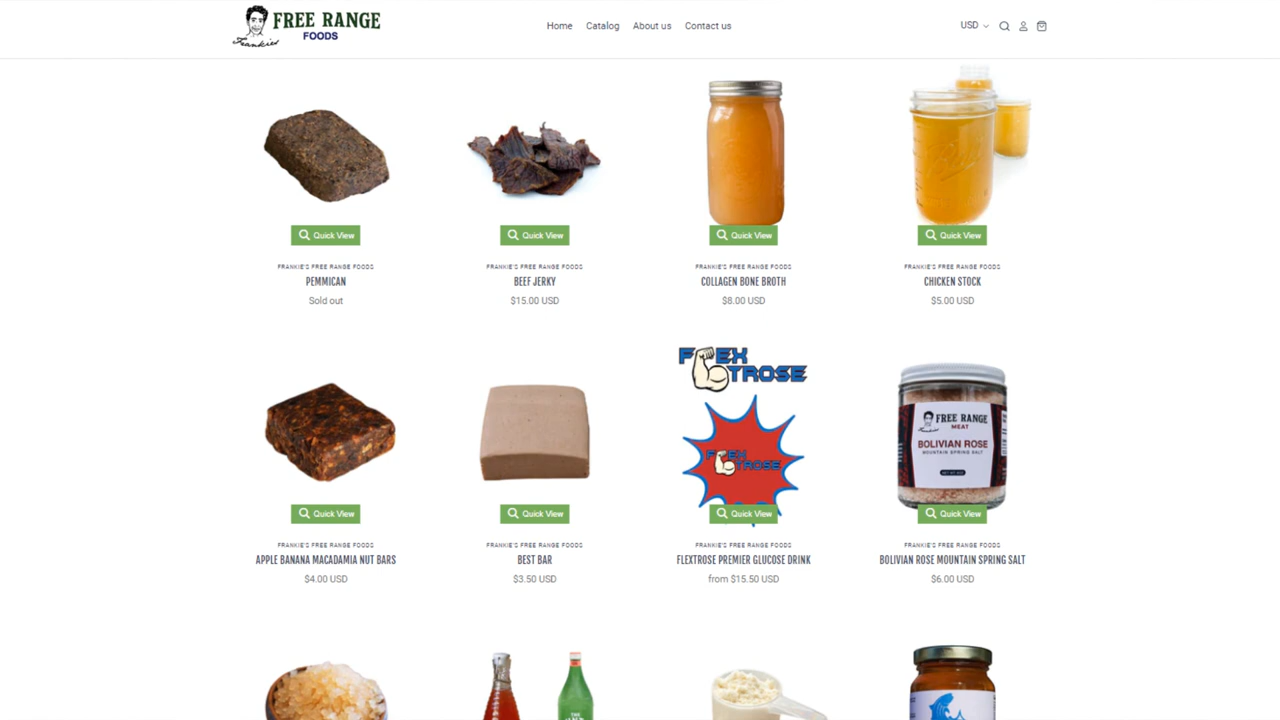 FREE RANGE
FOODS
Frankies
Home
Catalog
About us
Contact us
USD
Quick View
Quick View
Quick View
Quick View
FRANKIE'S FREE RANGE FOODS
FRANKIE'S FREE RANGE FOODS
FRANKIE'S FREE RANGE FOODS
FRANKIE'S FREE RANGE FOODS
PEMMICAN
BEEF JERKY
COLLAGEN BONE BROTH
CHICKEN STOCK
Sold out
$15.00 USD
$8.00 USD
$5.00 USD
FLEX
TROSE
FREE RANGE
MEAT
Frankies
BOLIVIAN ROSE
MOUNTAIN SPRING SALT
FLEX
TROSE
Quick View
Quick View
Quick View
Quick View
FRANKIE'S FREE RANGE FOODS
FRANKIE'S FREE RANGE FOODS
FRANKIE'S FREE RANGE FOODS
FRANKIE'S FREE RANGE FOODS
APPLE BANANA MACADAMIA NUT BARS
BEST BAR
FLEXTROSE PREMIER GLUCOSE DRINK
BOLIVIAN ROSE MOUNTAIN SPRING SALT
$4.00 USD
$3.50 USD
from $15.50 USD
$6.00 USD